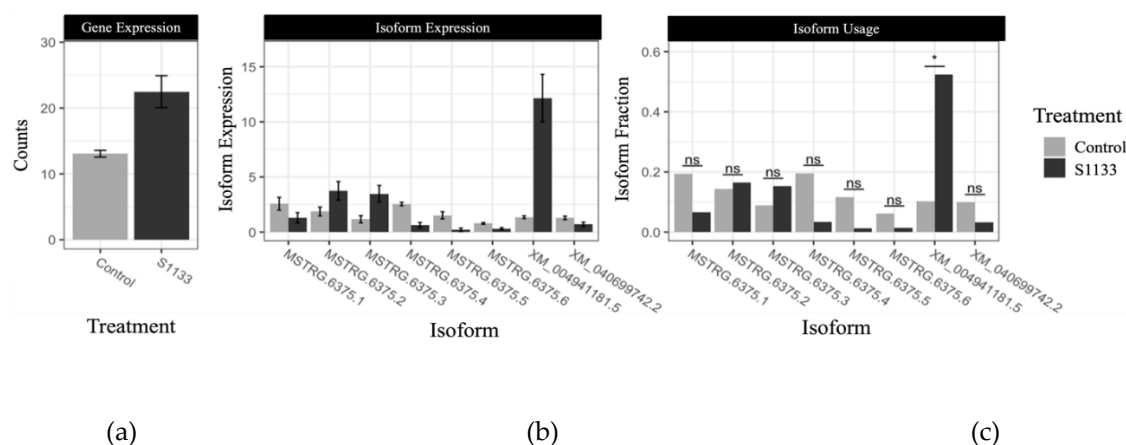 Gene Expression
30
20
10
0
Counts
Control
S1133
Treatment
(a)
Isoform Expression
15
10
5
0
Isoform Expression
MSTRG.6375.1
MSTRG.6375.2
MSTRG.6375.3
MSTRG.6375.4
MSTRG.6375.5
MSTRG.6375.6
XM_004941181.5
XM_040699742.2
Isoform
(b)
Isoform Usage
0.6
0.4
0.2
0.0
Isoform Fraction
ns
ns
ns
ns
ns
ns
*
ns
MSTRG.6375.1
MSTRG.6375.2
MSTRG.6375.3
MSTRG.6375.4
MSTRG.6375.5
MSTRG.6375.6
XM_004941181.5
XM_040699742.2
Isoform
(c)
Treatment
Control
S1133